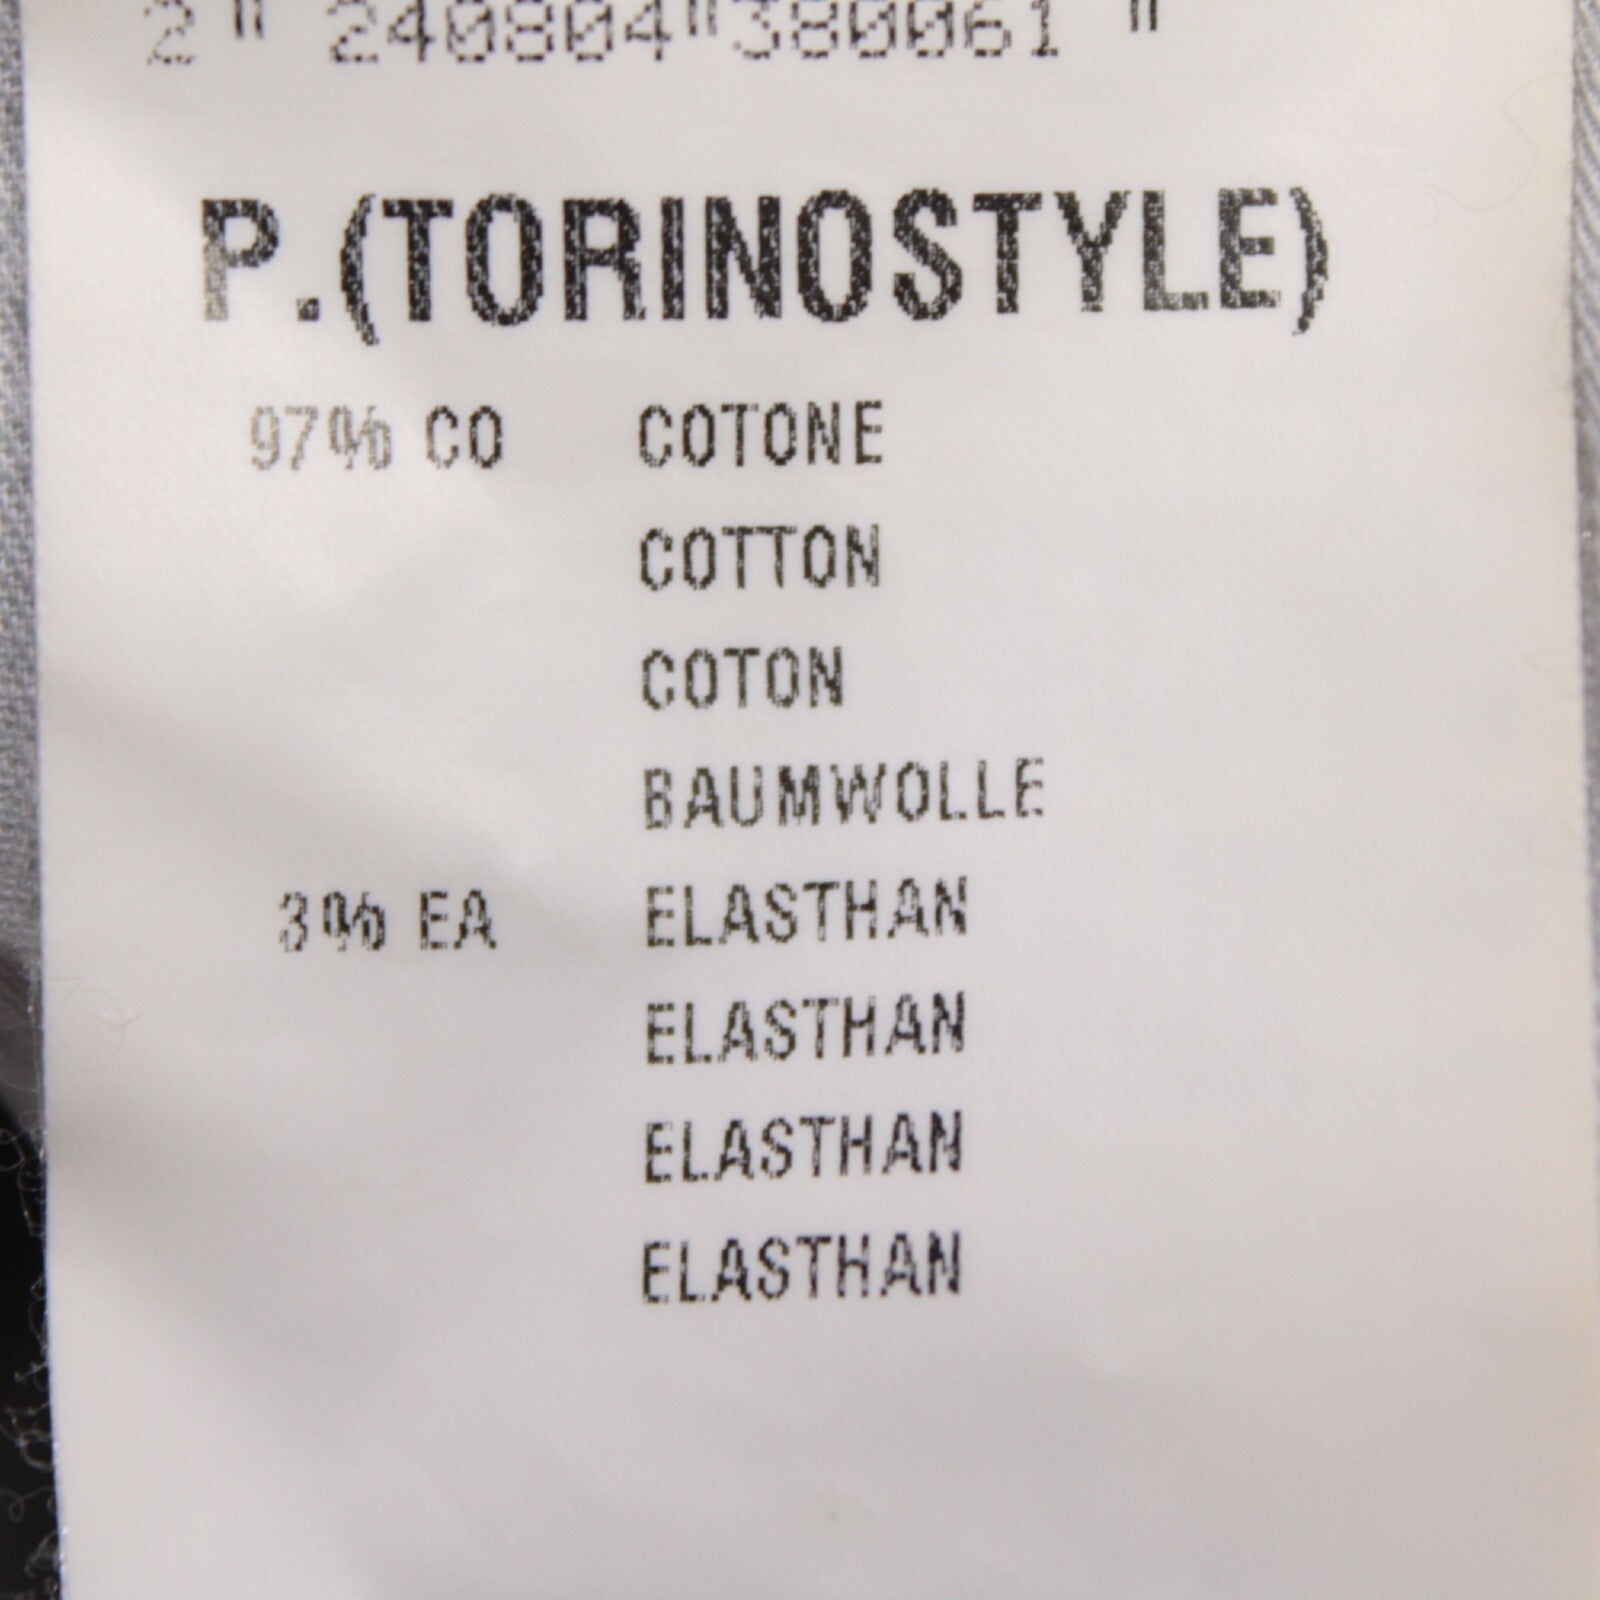 2 " 240804"380061 "
P.(TORINOSTYLE)
97% CO COTONE
COTTON
COTON
BAUMWOLLE
3% EA ELASTHAN
ELASTHAN
ELASTHAN
ELASTHAN